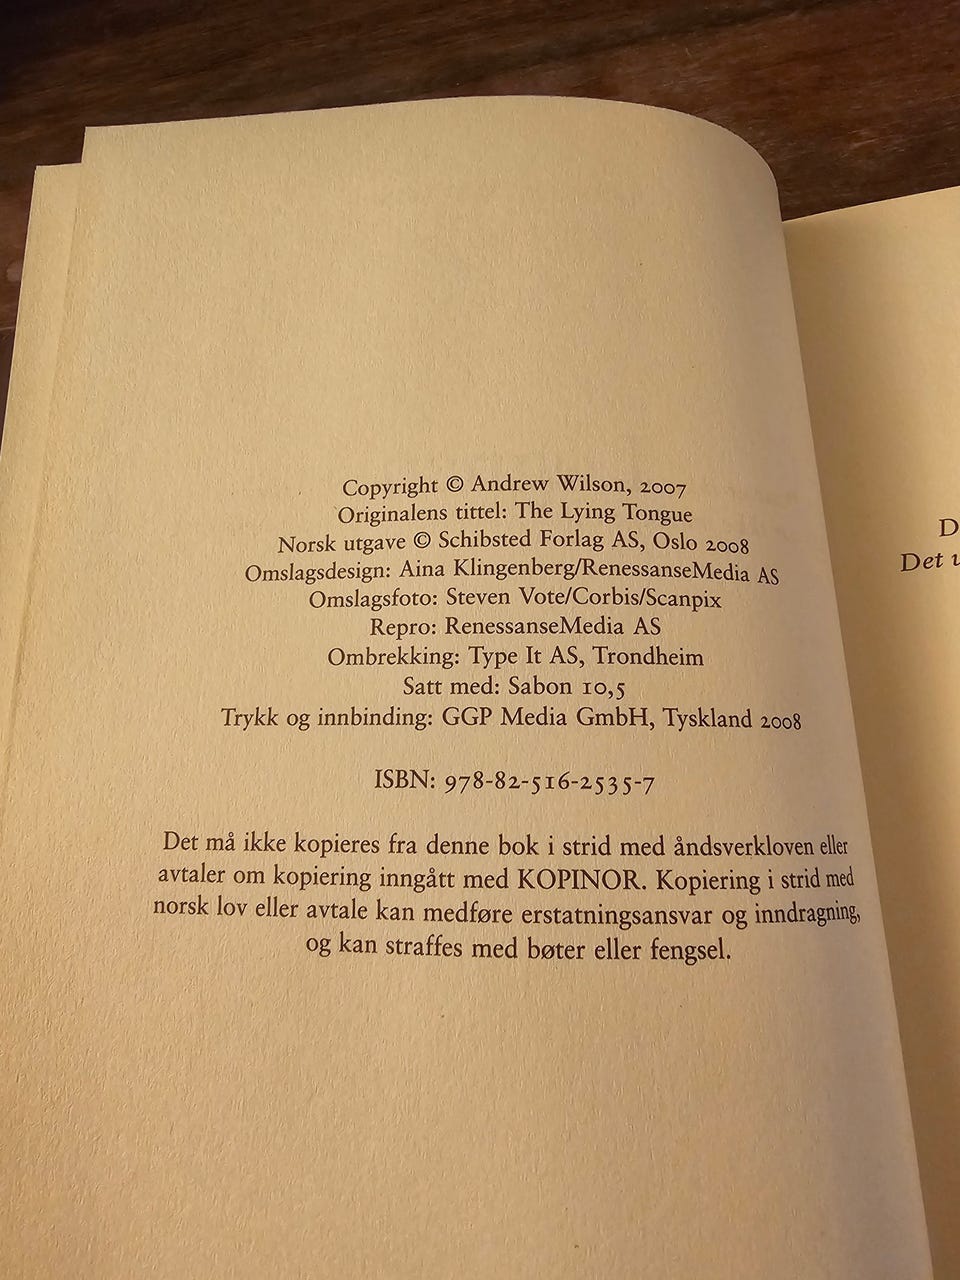 Copyright © Andrew Wilson, 2007
Originalens tittel: The Lying Tongue
Norsk utgave © Schibsted Forlag AS, Oslo 2008
Omslagsdesign: Aina Klingenberg/RenessanseMedia AS
Omslagsfoto: Steven Vote/Corbis/Scanpix
Repro: RenessanseMedia AS
Ombrekking: Type It AS, Trondheim
Satt med: Sabon 10,5
Trykk og innbinding: GGP Media GmbH, Tyskland 2008
ISBN: 978-82-516-2535-7
Det må ikke kopieres fra denne bok i strid med åndsverkloven eller
avtaler om kopiering inngått med KOPINOR. Kopiering i strid med
norsk lov eller avtale kan medføre erstatningsansvar og inndragning,
og kan straffes med bøter eller fengsel.
Det